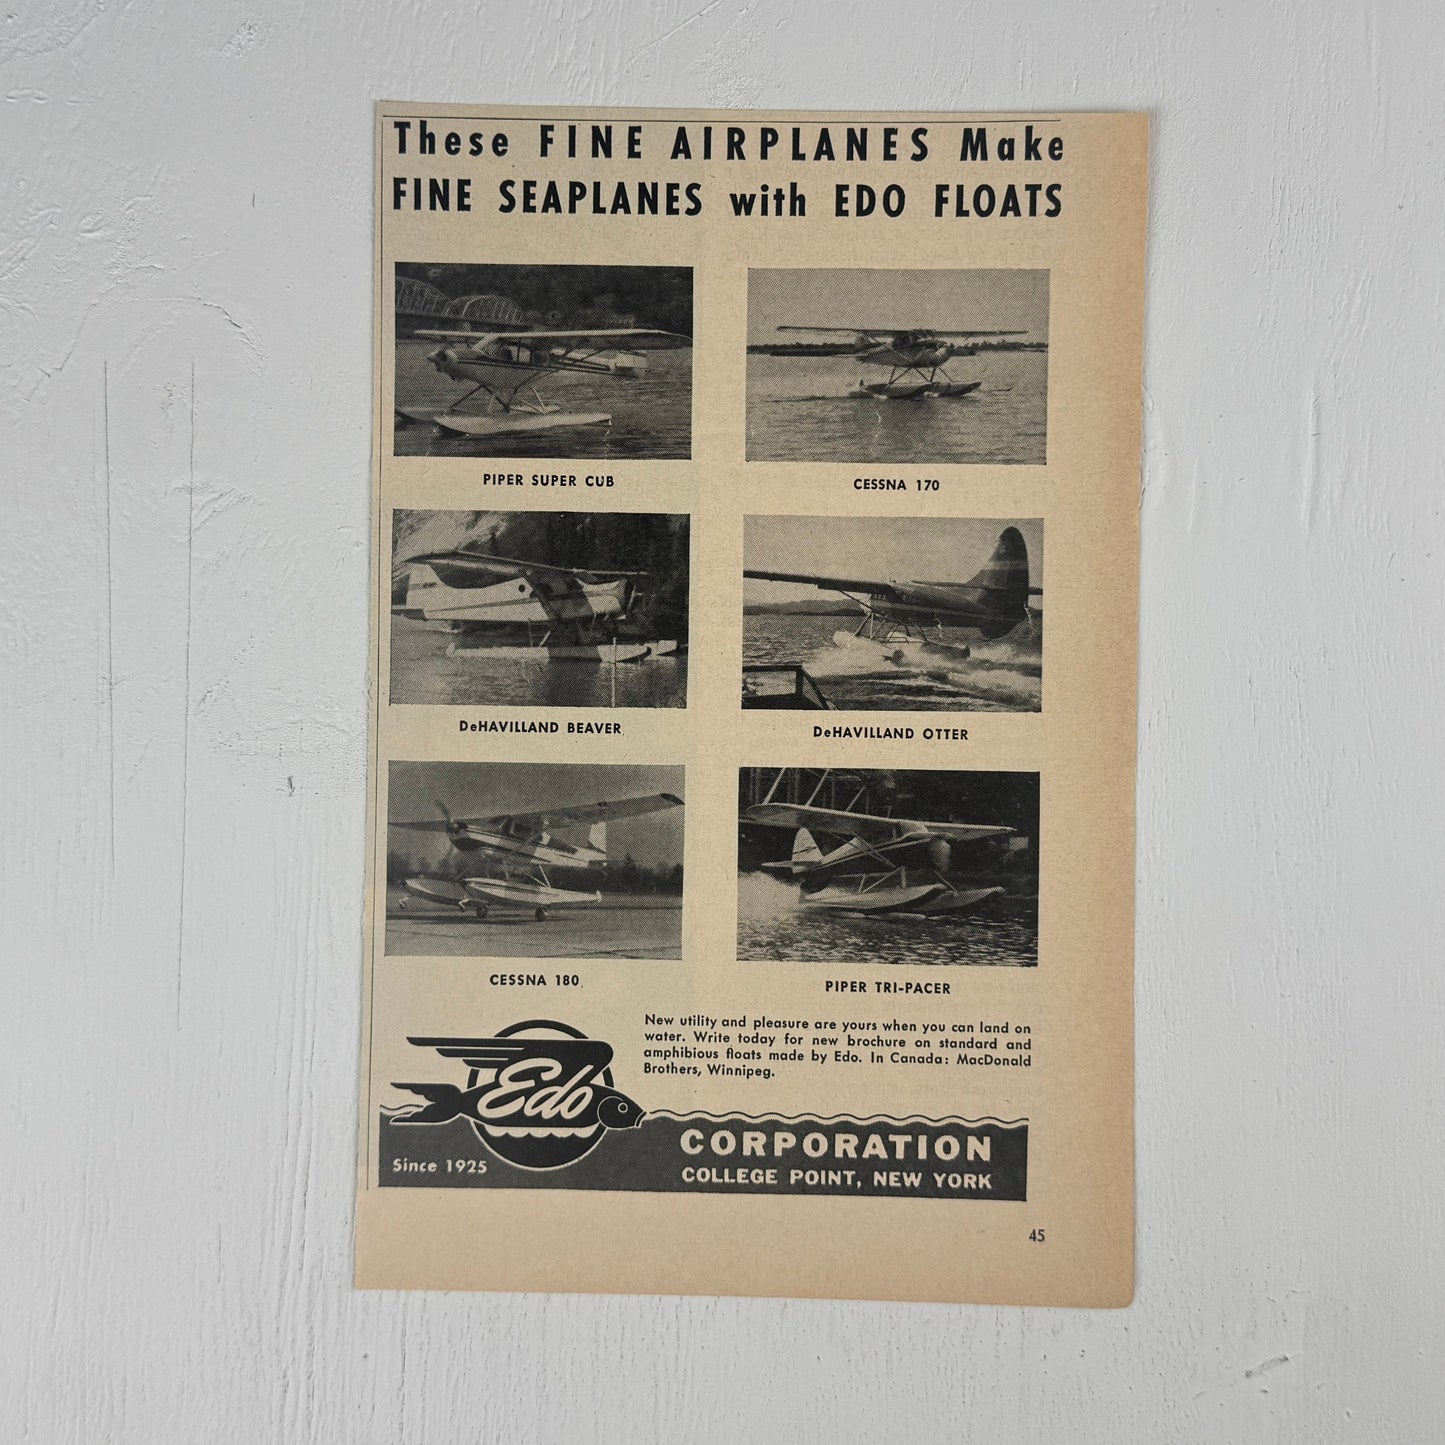 These FINE AIRPLANES Make
FINE SEAPLANES with EDO FLOATS
PIPER SUPER CUB
CESSNA 170
DeHAVILLAND BEAVER
DeHAVILLAND OTTER
CESSNA 180
PIPER TRI-PACER
New utility and pleasure are yours when you can land on
water. Write today for new brochure on standard and
amphibious floats made by Edo. In Canada: MacDonald
Brothers, Winnipeg.
Edo
CORPORATION
Since 1925
COLLEGE POINT, NEW YORK
45